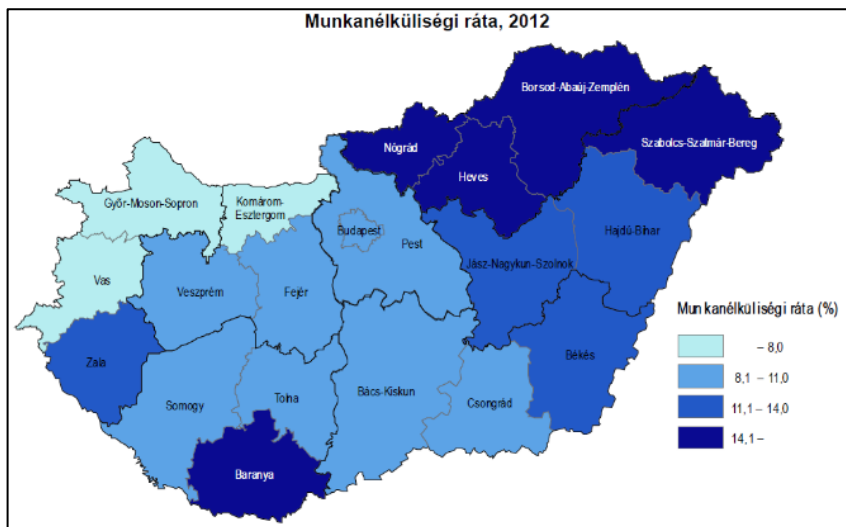 Munkanélküliségi ráta, 2012
Borsod-Abaúj-Zemplén
Szabolcs-Szatmár-Bereg
Nógrád
Heves
Győr-Moson-Sopron
Komárom-
Esztergom
Hajdú-Bihar
Budapest
Pest
Jász-Nagykun-Szolnok
Vas
Veszprém
Fejér
Zala
Békés
Somogy
Tolna
Bács-Kiskun
Csongrád
Baranya
Munkanélküliségi ráta (%)
– 8,0
8,1 – 11,0
11,1 – 14,0
14,1 –